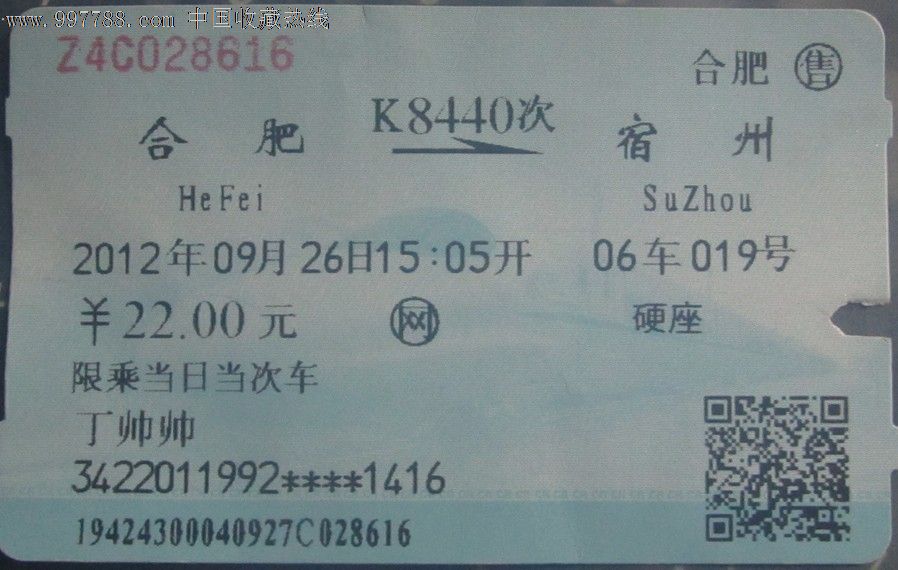 www.997788.com 中国收藏热线
Z4C028616
合肥 售
合肥 K8440次 宿州
HeFei SuZhou
2012年09月26日15:05开 06车019号
¥22.00元 网 硬座
限乘当日当次车
丁帅帅
3422011992****1416
19424300040927C028616